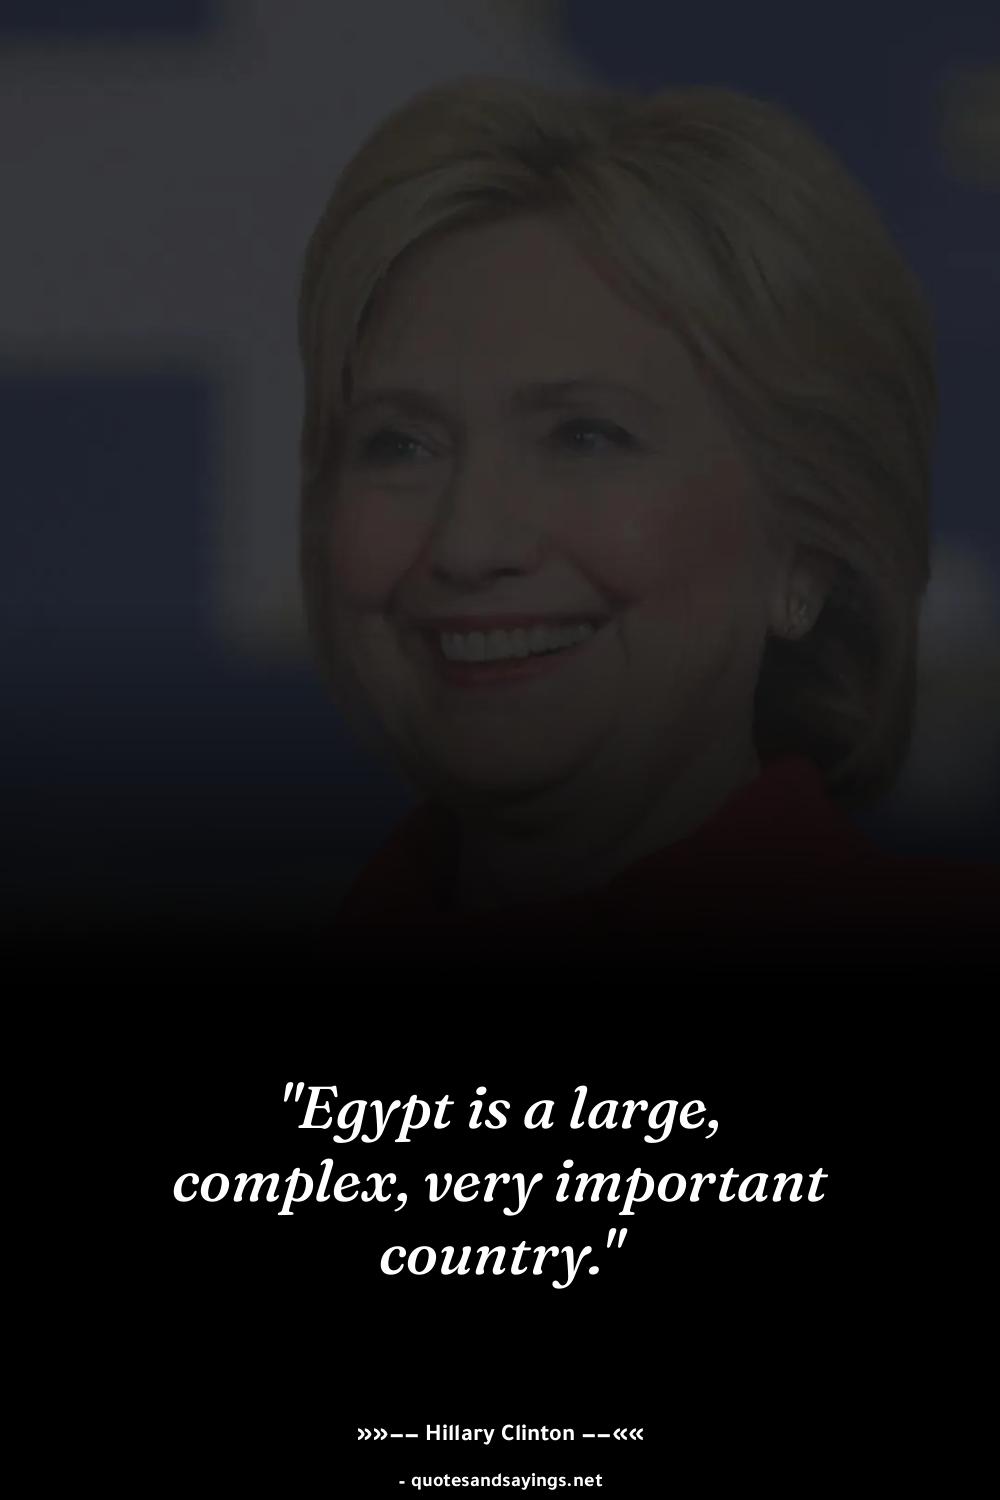 "Egypt is a large,
complex, very important
country."
»»−− Hillary Clinton −−««
- quotesandsayings.net